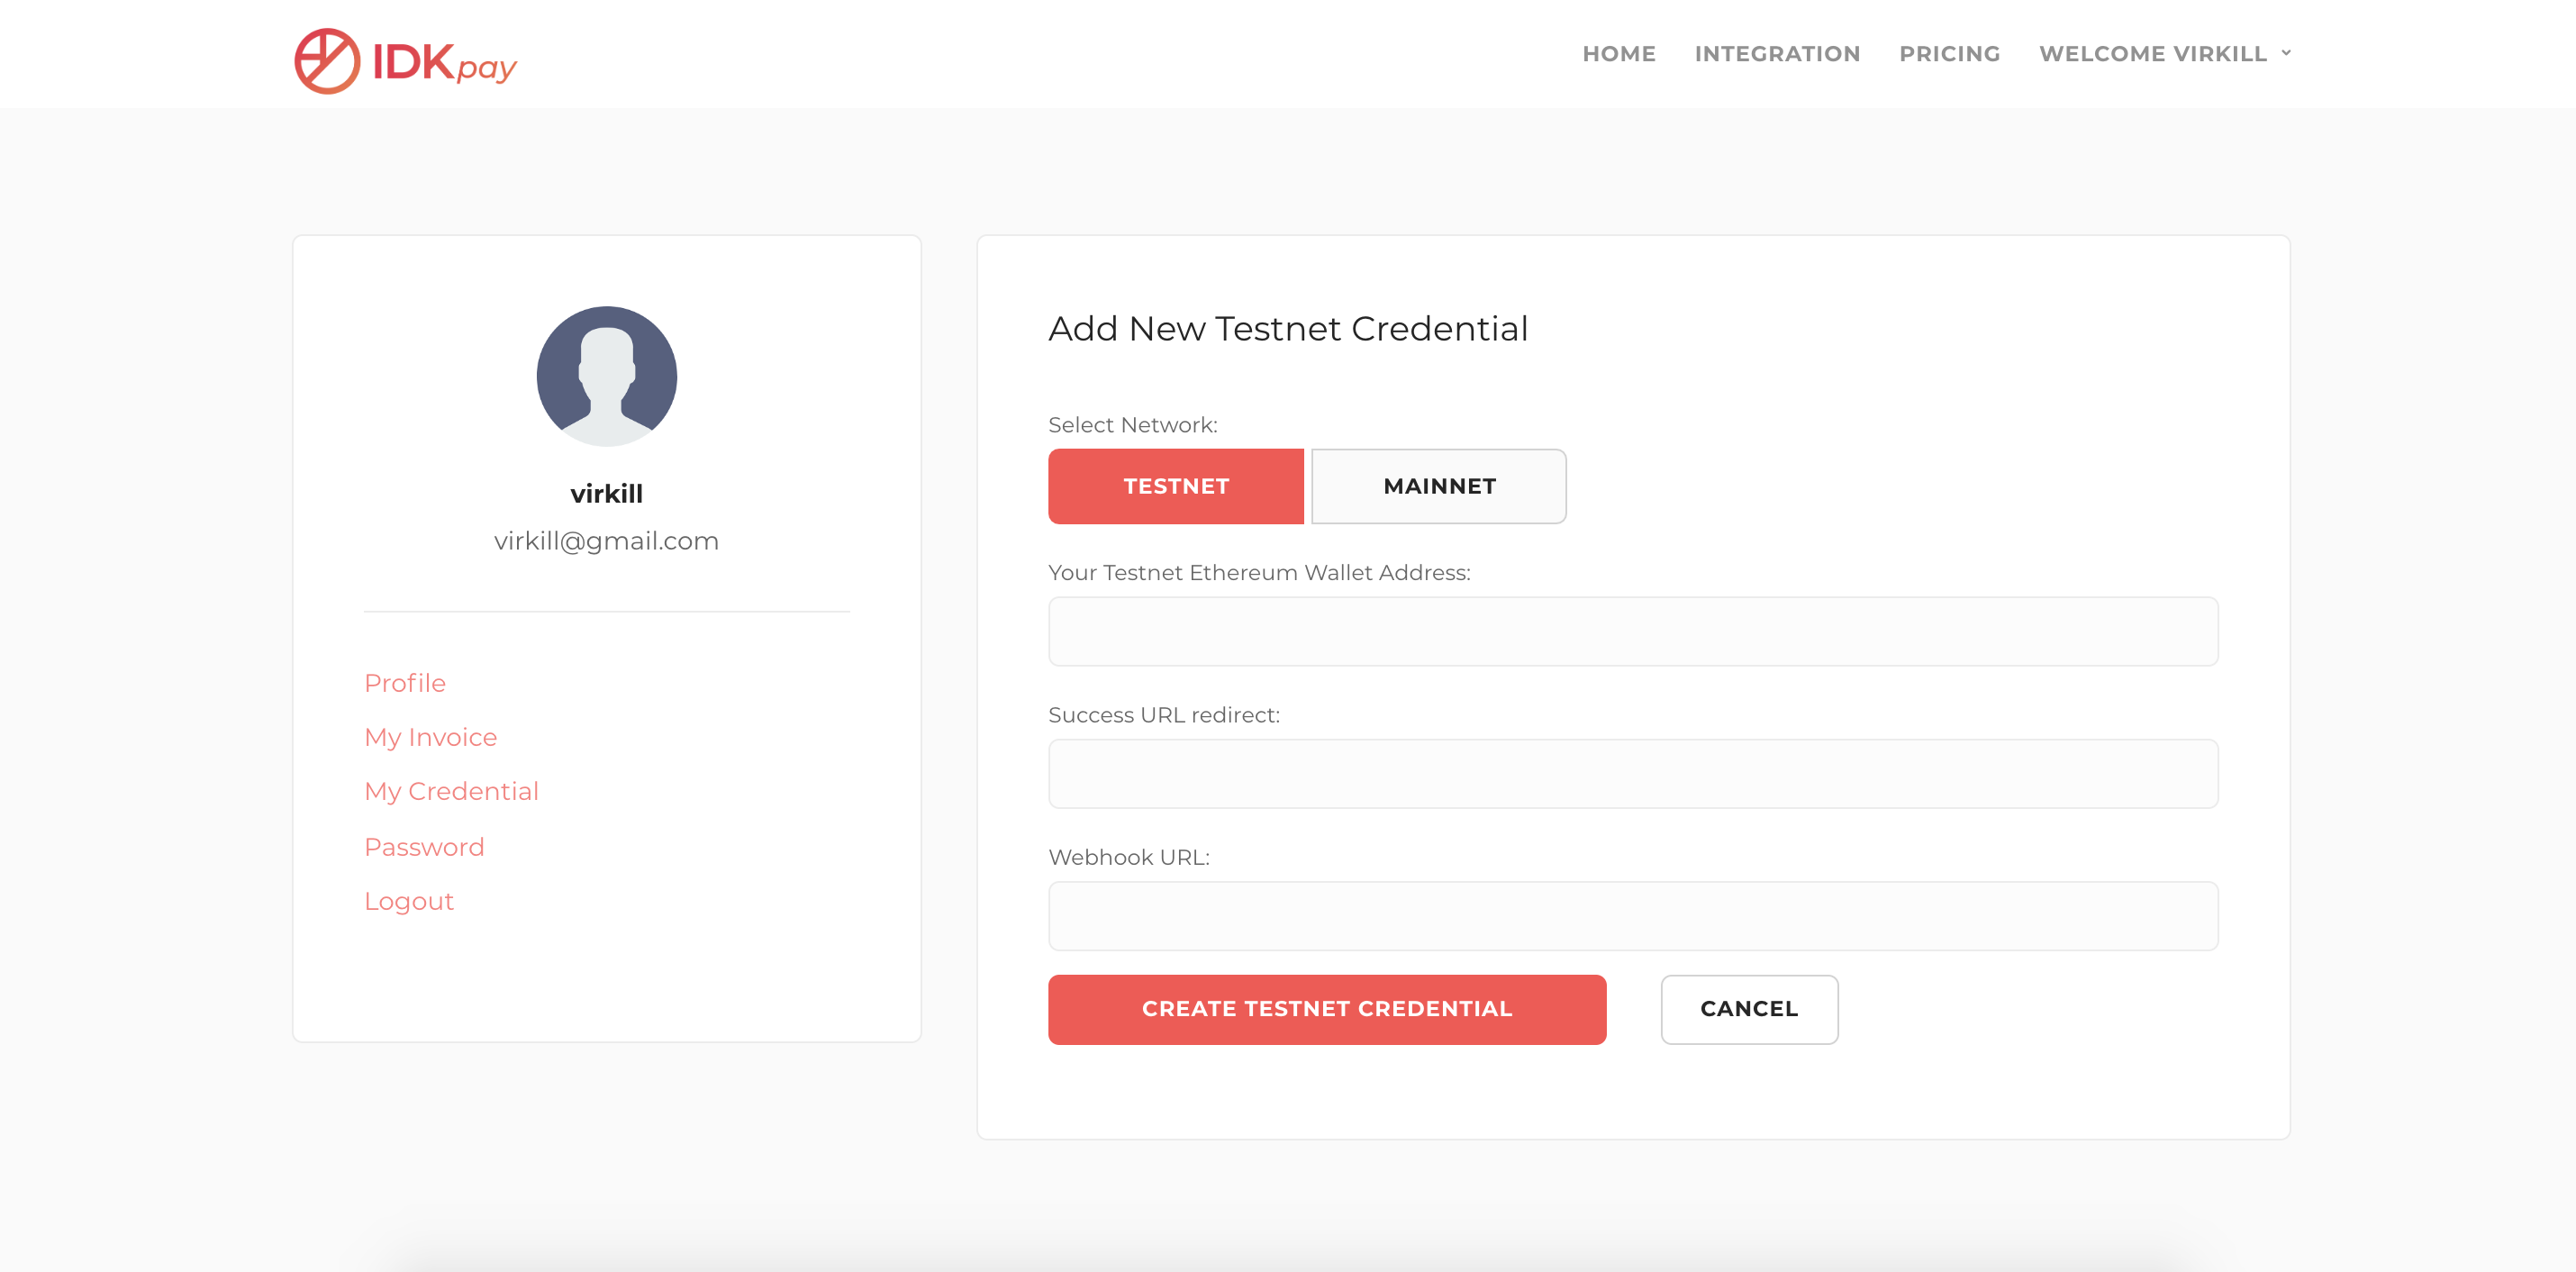 IDKpay
HOME INTEGRATION PRICING WELCOME VIRKILL
virkill
virkill@gmail.com
Profile
My Invoice
My Credential
Password
Logout
Add New Testnet Credential
Select Network:
TESTNET MAINNET
Your Testnet Ethereum Wallet Address:
Success URL redirect:
Webhook URL:
CREATE TESTNET CREDENTIAL CANCEL